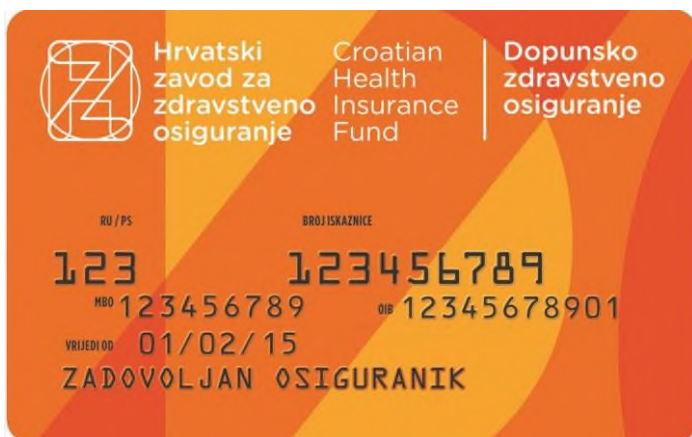 Hrvatski
zavod za
zdravstveno
osiguranje
Croatian
Health
Insurance
Fund
Dopunsko
zdravstveno
osiguranje
RU / PS
BROJ ISKAZNICE
123
123456789
MBO 123456789
OIB 12345678901
VRIJEDI OD 01/02/15
ZADOVOLJAN OSIGURANIK